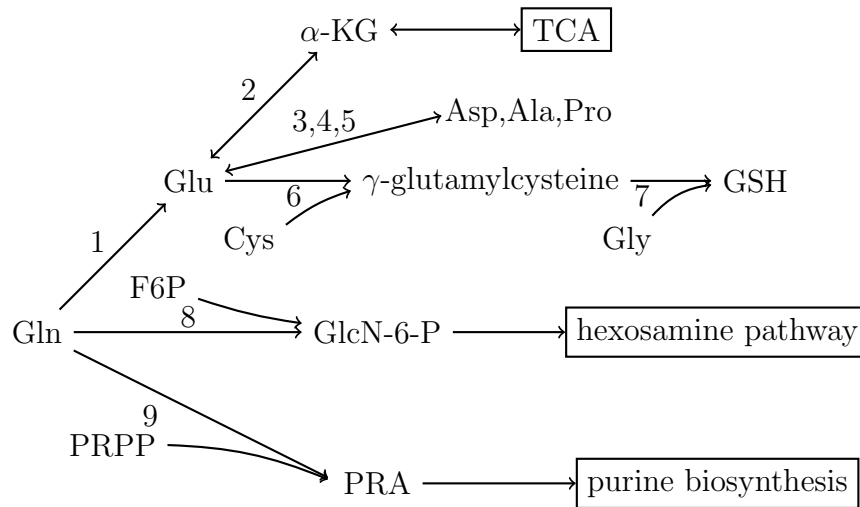 α-KG TCA
2
3,4,5 Asp,Ala,Pro
Glu 6 γ-glutamylcysteine 7 GSH
Cys Gly
1
F6P
Gln 8 GlcN-6-P hexosamine pathway
9
PRPP
PRA purine biosynthesis